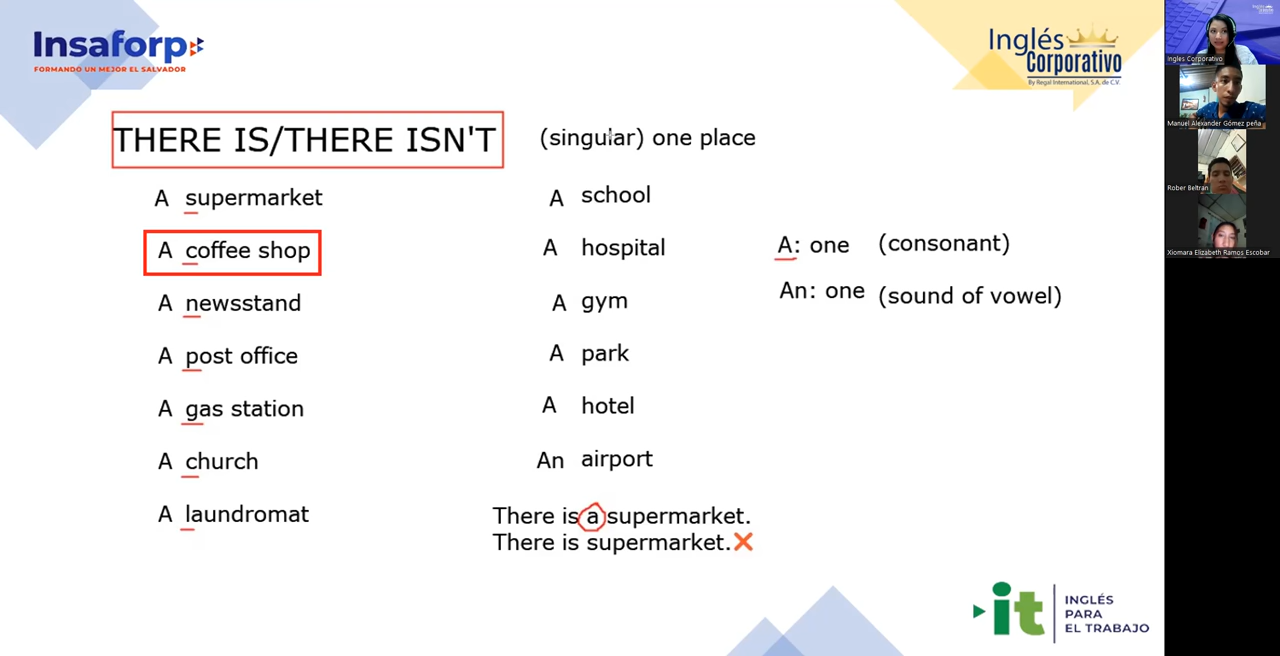 Insaforp
FORMANDO UN MEJOR EL SALVADOR
Inglés
Corporativo
By Regal International, S.A. de C.V.
THERE IS/THERE ISN'T
(singular) one place
A supermarket
A coffee shop
A newsstand
A post office
A gas station
A church
A laundromat
A school
A hospital
A gym
A park
A hotel
An airport
A: one (consonant)
An: one (sound of vowel)
There is a supermarket.
There is supermarket.
it
INGLÉS
PARA
EL TRABAJO
Ingles Corporativo
Manuel Alexander Gómez peña
Rober Beltran
Xiomara Elizabeth Ramos Escobar